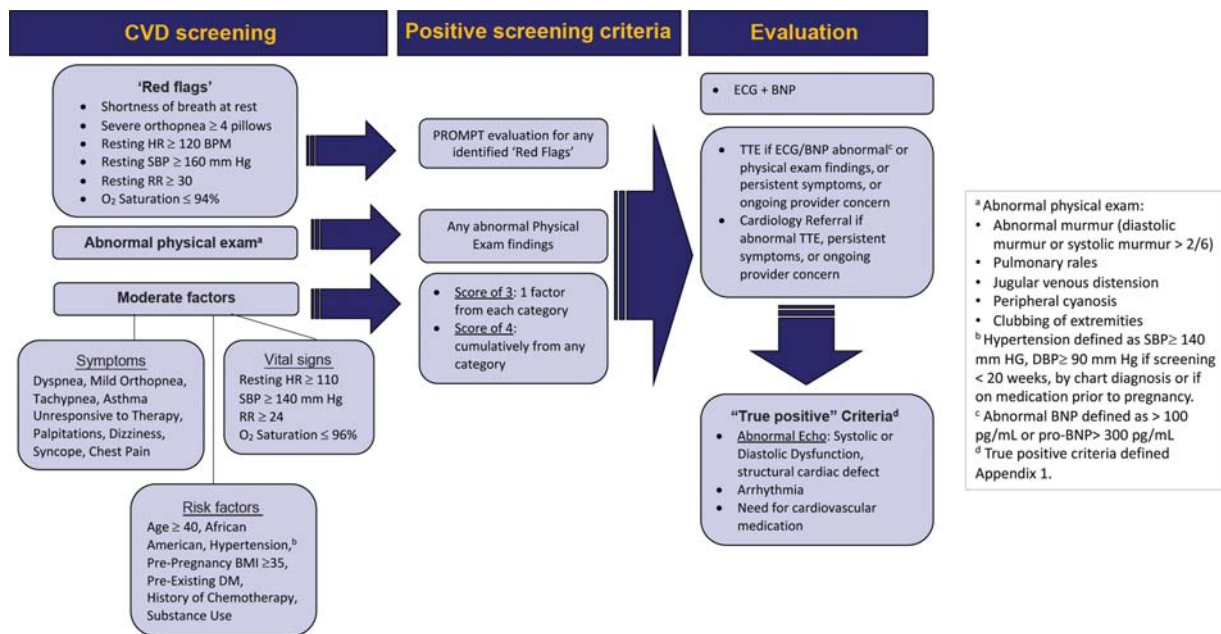 CVD screening
Positive screening criteria
Evaluation
'Red flags'
• Shortness of breath at rest
• Severe orthopnea ≥ 4 pillows
• Resting HR ≥ 120 BPM
• Resting SBP ≥ 160 mm Hg
• Resting RR ≥ 30
• O₂ Saturation ≤ 94%
Abnormal physical examᵃ
Moderate factors
Symptoms
Dyspnea, Mild Orthopnea,
Tachypnea, Asthma
Unresponsive to Therapy,
Palpitations, Dizziness,
Syncope, Chest Pain
Vital signs
Resting HR ≥ 110
SBP ≥ 140 mm Hg
RR ≥ 24
O₂ Saturation ≤ 96%
Risk factors
Age ≥ 40, African
American, Hypertension,ᵇ
Pre-Pregnancy BMI ≥35,
Pre-Existing DM,
History of Chemotherapy,
Substance Use
PROMPT evaluation for any
identified 'Red Flags'
Any abnormal Physical
Exam findings
• Score of 3: 1 factor
from each category
• Score of 4:
cumulatively from any
category
• ECG + BNP
• TTE if ECG/BNP abnormalᶜ or
physical exam findings, or
persistent symptoms, or
ongoing provider concern
• Cardiology Referral if
abnormal TTE, persistent
symptoms, or ongoing
provider concern
"True positive" Criteriaᵈ
• Abnormal Echo: Systolic or
Diastolic Dysfunction,
structural cardiac defect
• Arrhythmia
• Need for cardiovascular
medication
ᵃ Abnormal physical exam:
• Abnormal murmur (diastolic
murmur or systolic murmur > 2/6)
• Pulmonary rales
• Jugular venous distension
• Peripheral cyanosis
• Clubbing of extremities
ᵇ Hypertension defined as SBP≥ 140
mm HG, DBP≥ 90 mm Hg if screening
< 20 weeks, by chart diagnosis or if
on medication prior to pregnancy.
ᶜ Abnormal BNP defined as > 100
pg/mL or pro-BNP> 300 pg/mL
ᵈ True positive criteria defined
Appendix 1.